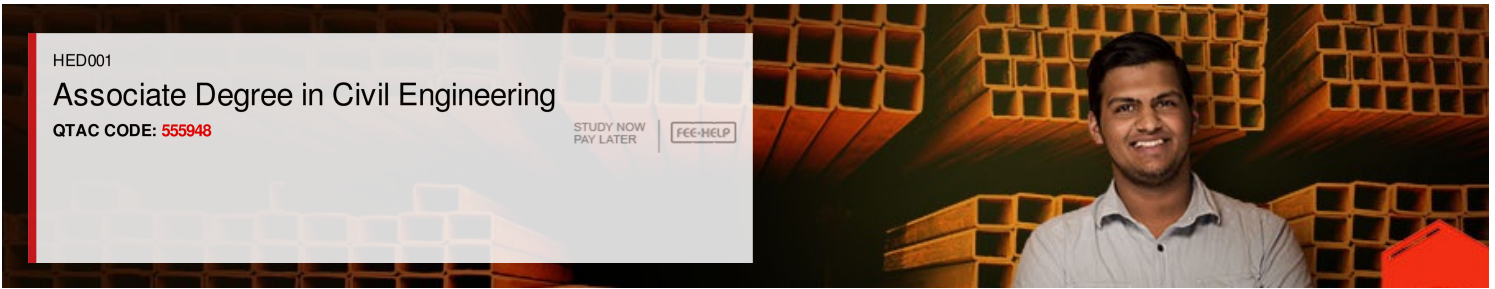 HED001
Associate Degree in Civil Engineering
QTAC CODE: 555948
STUDY NOW
PAY LATER
FEE-HELP